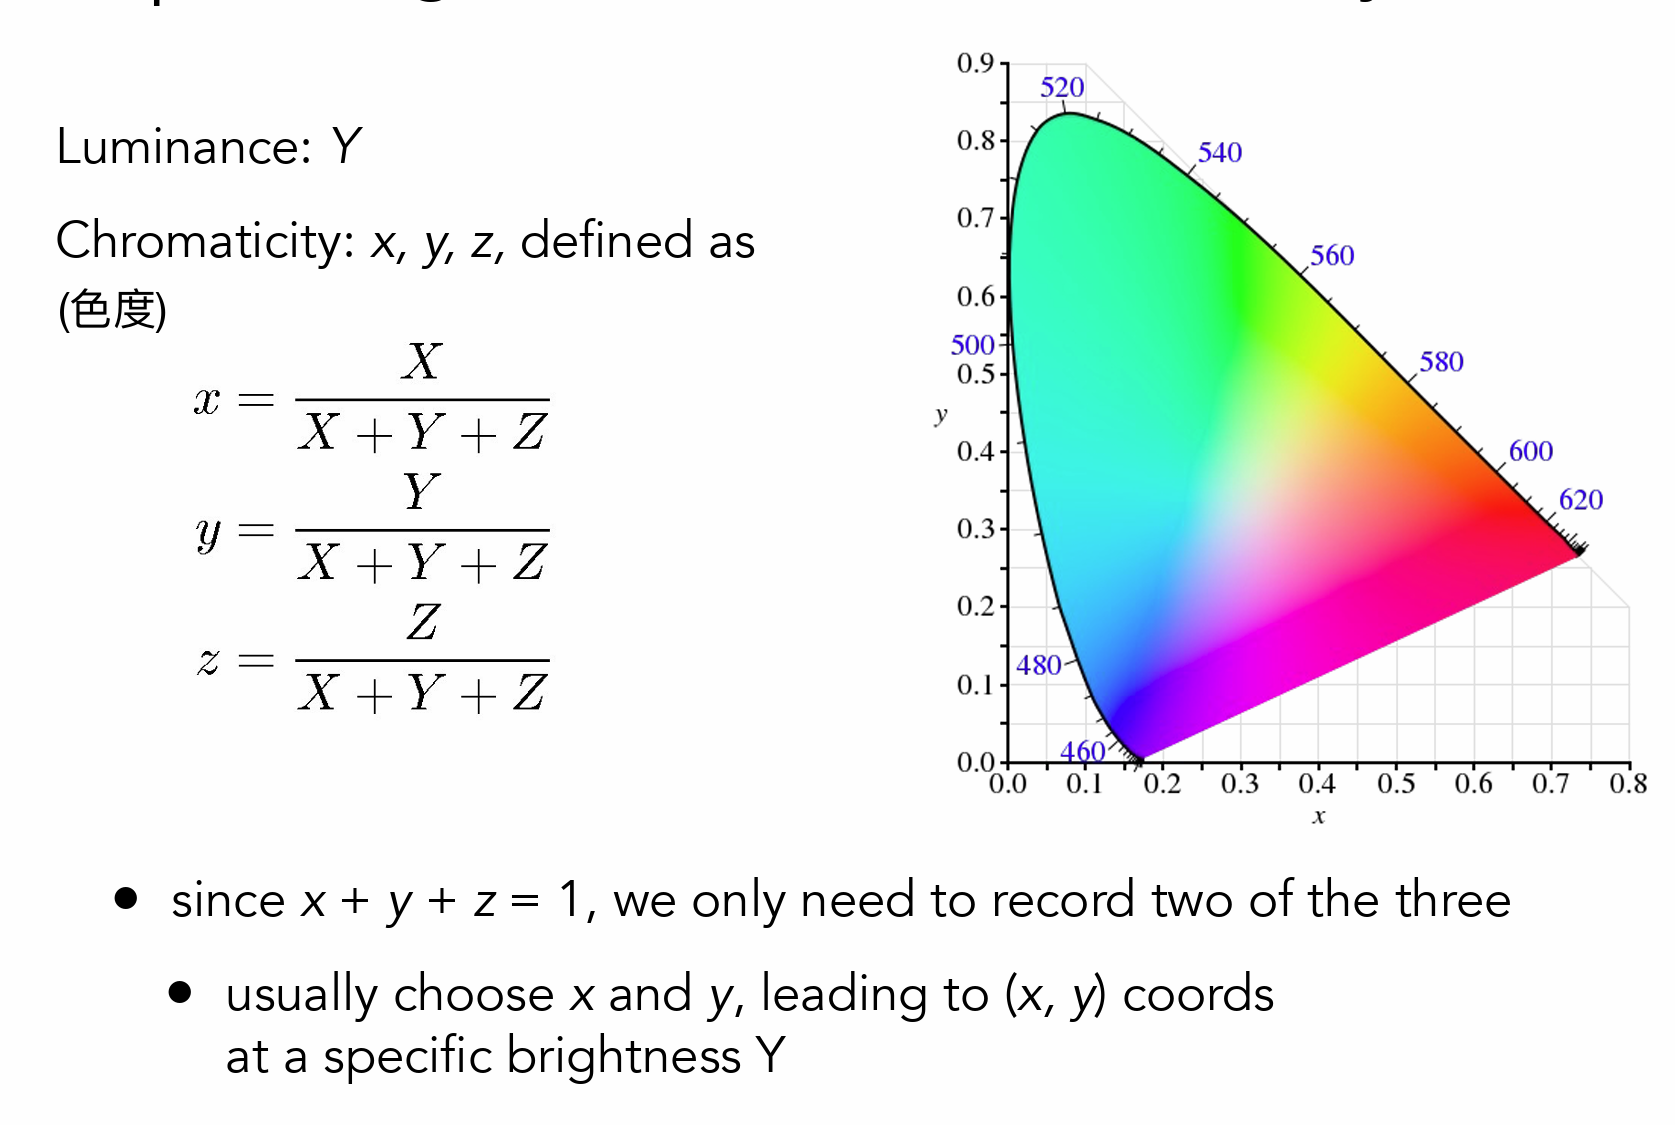 Luminance: Y
Chromaticity: x, y, z, defined as
(色度)
x = X / (X + Y + Z)
y = Y / (X + Y + Z)
z = Z / (X + Y + Z)
0.9
520
0.8
540
0.7
560
0.6
500
580
0.5
y
0.4
600
620
0.3
0.2
480
0.1
460
0.0
0.0 0.1 0.2 0.3 0.4 0.5 0.6 0.7 0.8
x
• since x + y + z = 1, we only need to record two of the three
• usually choose x and y, leading to (x, y) coords
at a specific brightness Y